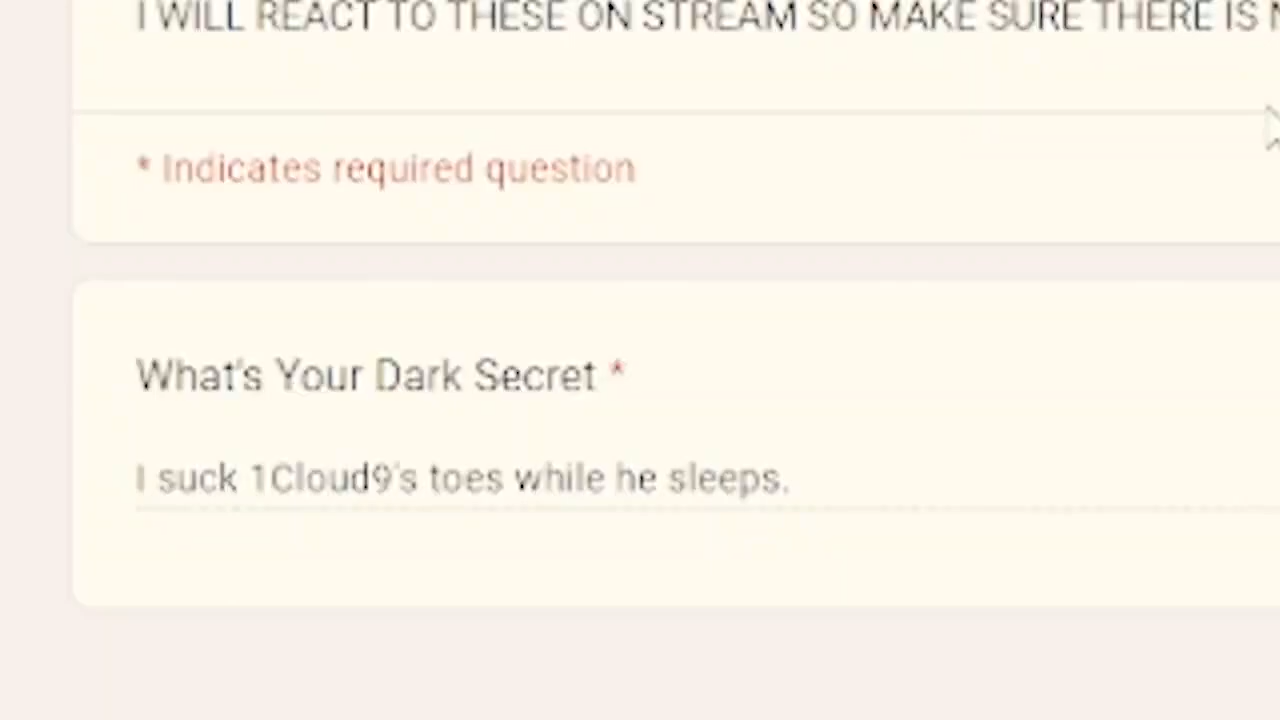 I WILL REACT TO THESE ON STREAM SO MAKE SURE THERE IS
* Indicates required question
What's Your Dark Secret *
I suck 1Cloud9's toes while he sleeps.